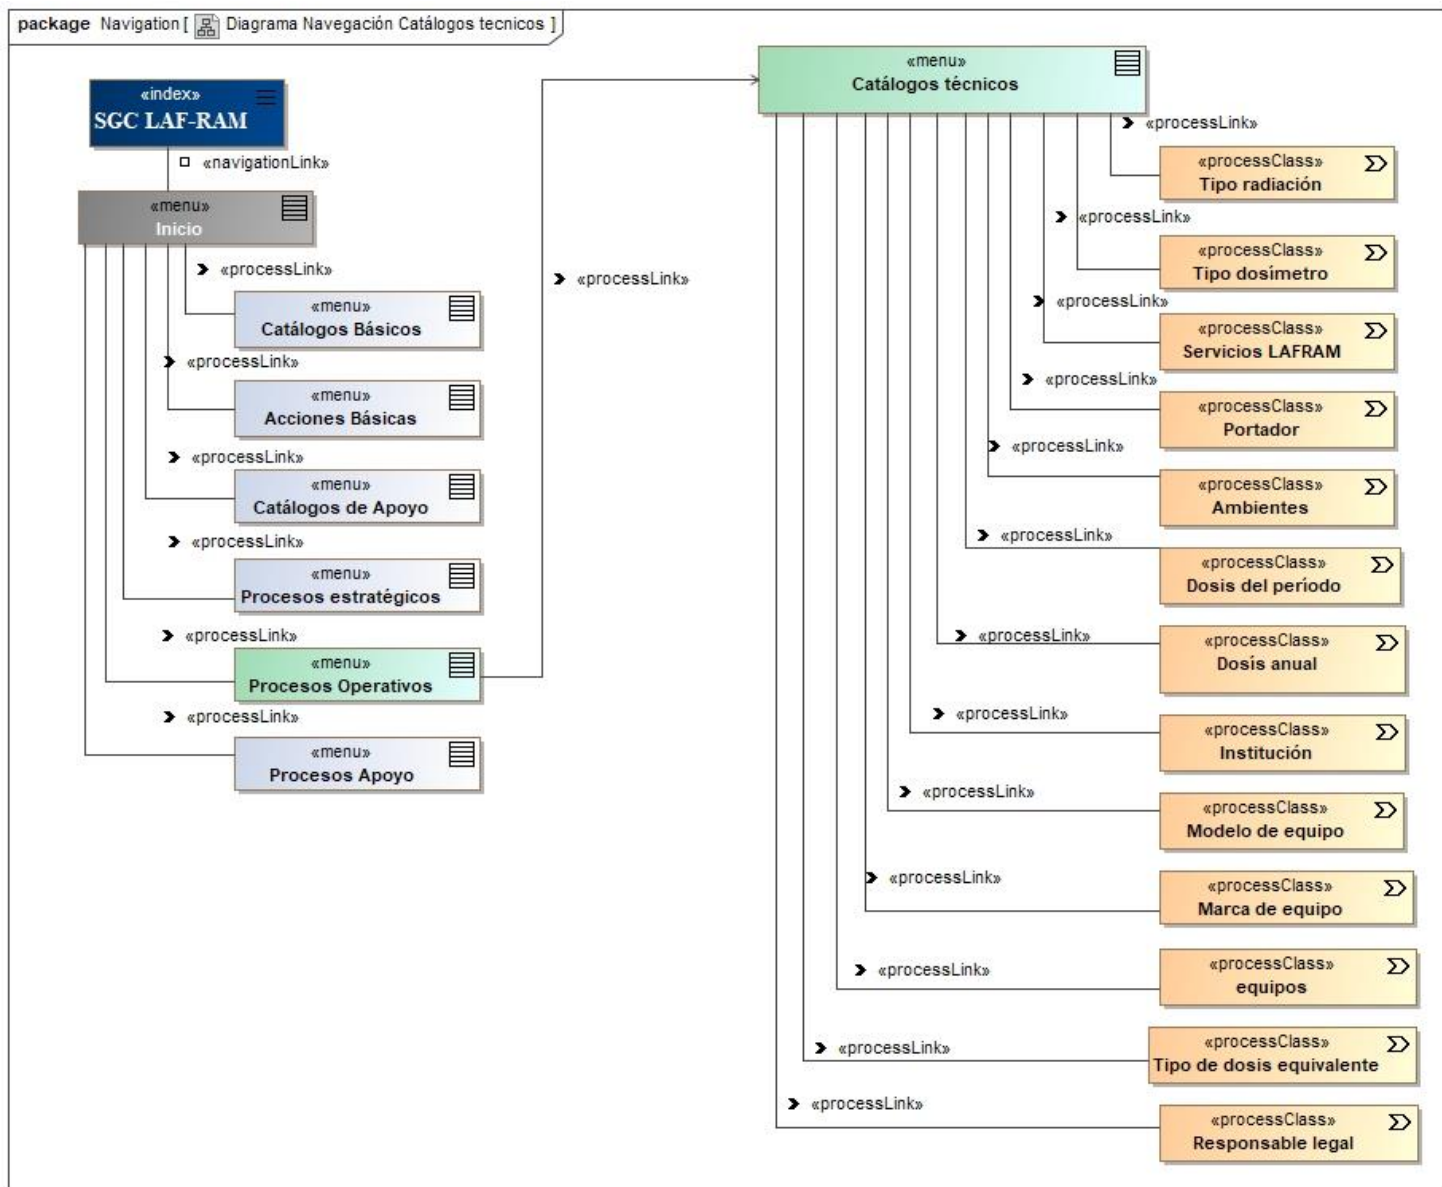 package Navigation [ Diagrama Navegación Catálogos tecnicos ]
«index»
SGC LAF-RAM
«navigationLink»
«menu»
Inicio
«processLink»
«menu»
Catálogos Básicos
«processLink»
«menu»
Acciones Básicas
«processLink»
«menu»
Catálogos de Apoyo
«processLink»
«menu»
Procesos estratégicos
«processLink»
«menu»
Procesos Operativos
«processLink»
«menu»
Procesos Apoyo
«processLink»
«menu»
Catálogos técnicos
«processLink»
«processClass»
Tipo radiación
«processLink»
«processClass»
Tipo dosímetro
«processLink»
«processClass»
Servicios LAFRAM
«processLink»
«processClass»
Portador
«processLink»
«processClass»
Ambientes
«processLink»
«processClass»
Dosis del período
«processLink»
«processClass»
Dosís anual
«processLink»
«processClass»
Institución
«processLink»
«processClass»
Modelo de equipo
«processLink»
«processClass»
Marca de equipo
«processLink»
«processClass»
equipos
«processLink»
«processClass»
Tipo de dosis equivalente
«processLink»
«processClass»
Responsable legal